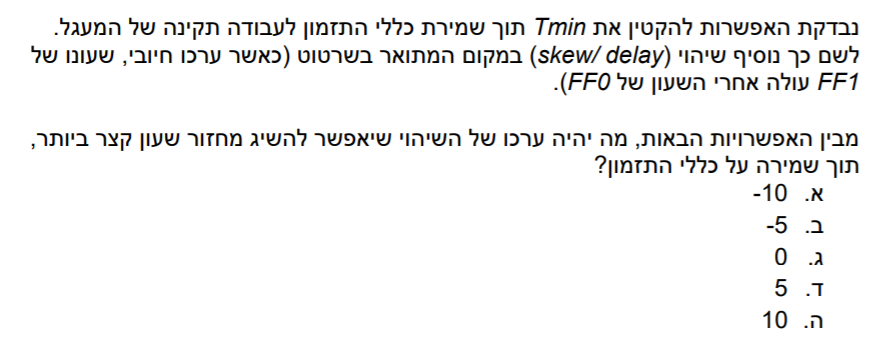 נבדקת האפשרות להקטין את Tmin תוך שמירת כללי התזמון לעבודה תקינה של המעגל.
לשם כך נוסיף שיהוי (skew/ delay) במקום המתואר בשרטוט (כאשר ערכו חיובי, שעונו של
FF1 עולה אחרי השעון של FF0).
מבין האפשרויות הבאות, מה יהיה ערכו של השיהוי שיאפשר להשיג מחזור שעון קצר ביותר,
תוך שמירה על כללי התזמון?
א. 10-
ב. 5-
ג. 0
ד. 5
ה. 10